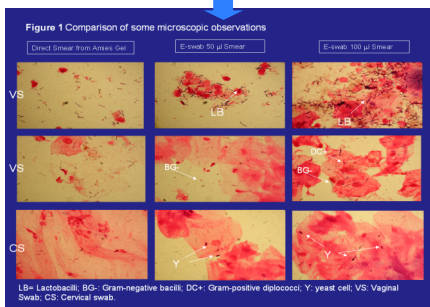 Figure 1 Comparison of some microscopic observations
Direct Smear from Amies Gel
E-swab 50 µl Smear
E-swab 100 µl Smear
VS
LB
LB
VS
BG-
DC+
BG-
CS
Y
Y
LB= Lactobacilli; BG-: Gram-negative bacilli; DC+: Gram-positive diplococci; Y: yeast cell; VS: Vaginal
Swab; CS: Cervical swab.